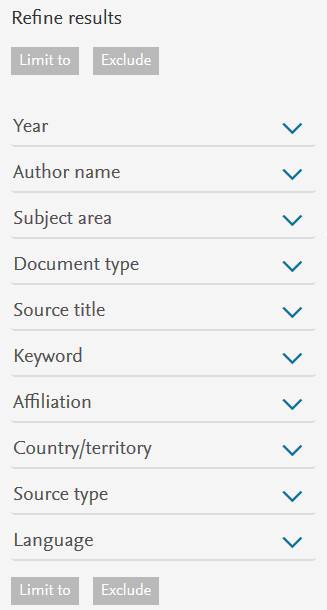 Refine results
Limit to Exclude
Year
Author name
Subject area
Document type
Source title
Keyword
Affiliation
Country/territory
Source type
Language
Limit to Exclude